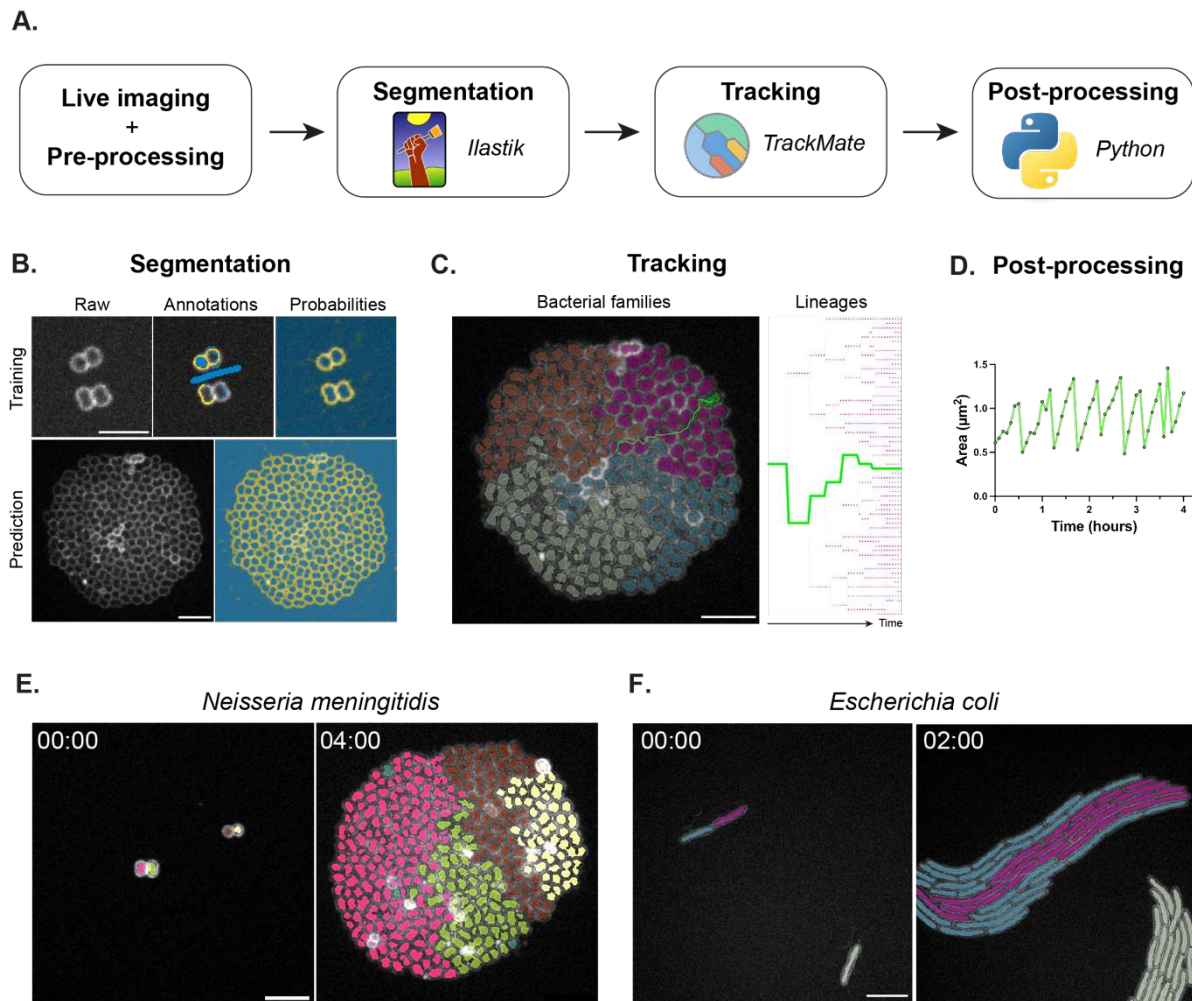 A.
Live imaging
+
Pre-processing
Segmentation
Ilastik
Tracking
TrackMate
Post-processing
Python
B.
Segmentation
Raw
Annotations
Probabilities
Training
Prediction
C.
Tracking
Bacterial families
Lineages
Time
D.
Post-processing
Area (µm²)
1.5
1.0
0.5
0.0
0
1
2
3
4
Time (hours)
E.
Neisseria meningitidis
00:00
04:00
F.
Escherichia coli
00:00
02:00